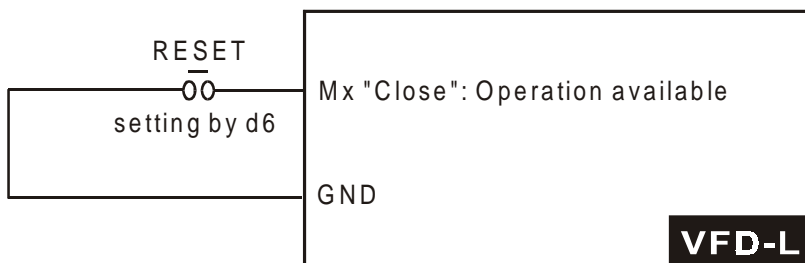 RESET
Mx "Close": Operation available
setting by d6
GND
VFD-L